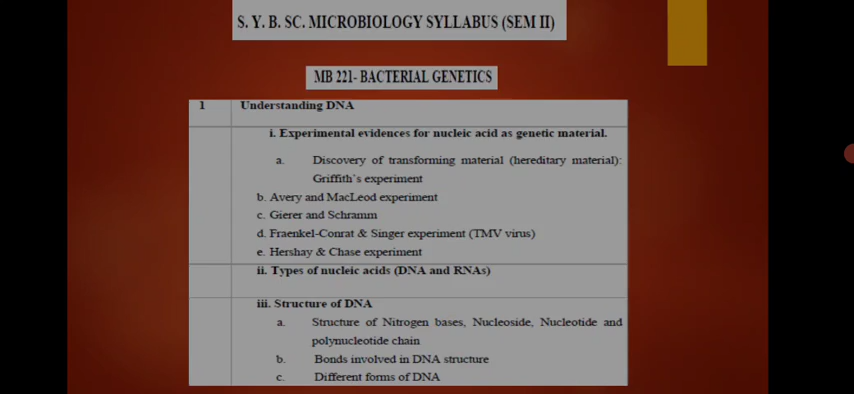 S. Y. B. SC. MICROBIOLOGY SYLLABUS (SEM II)
MB 221- BACTERIAL GENETICS
1 Understanding DNA
i. Experimental evidences for nucleic acid as genetic material.
a. Discovery of transforming material (hereditary material):
Griffith's experiment
b. Avery and MacLeod experiment
c. Gierer and Schramm
d. Fraenkel-Conrat & Singer experiment (TMV virus)
e. Hershay & Chase experiment
ii. Types of nucleic acids (DNA and RNAs)
iii. Structure of DNA
a. Structure of Nitrogen bases, Nucleoside, Nucleotide and
polynucleotide chain
b. Bonds involved in DNA structure
c. Different forms of DNA